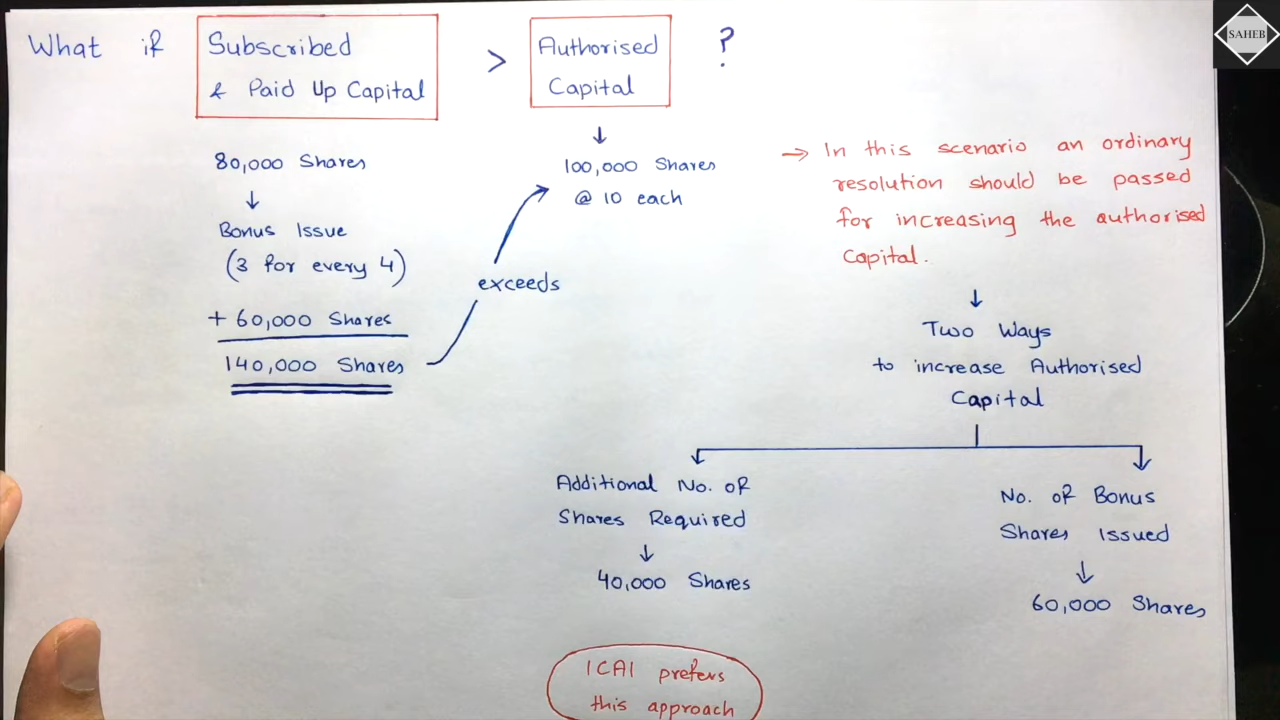 What if Subscribed & Paid Up Capital > Authorised Capital ?
80,000 Shares
↓
Bonus Issue
(3 for every 4)
+ 60,000 Shares
140,000 Shares
exceeds
↓
100,000 Shares
@ 10 each
→ In this scenario an ordinary
resolution should be passed
for increasing the authorised
capital.
↓
Two Ways
to increase Authorised
Capital
Additional No. of
Shares Required
↓
40,000 Shares
No. of Bonus
Shares Issued
↓
60,000 Shares
ICAI prefers
this approach
SAHEB